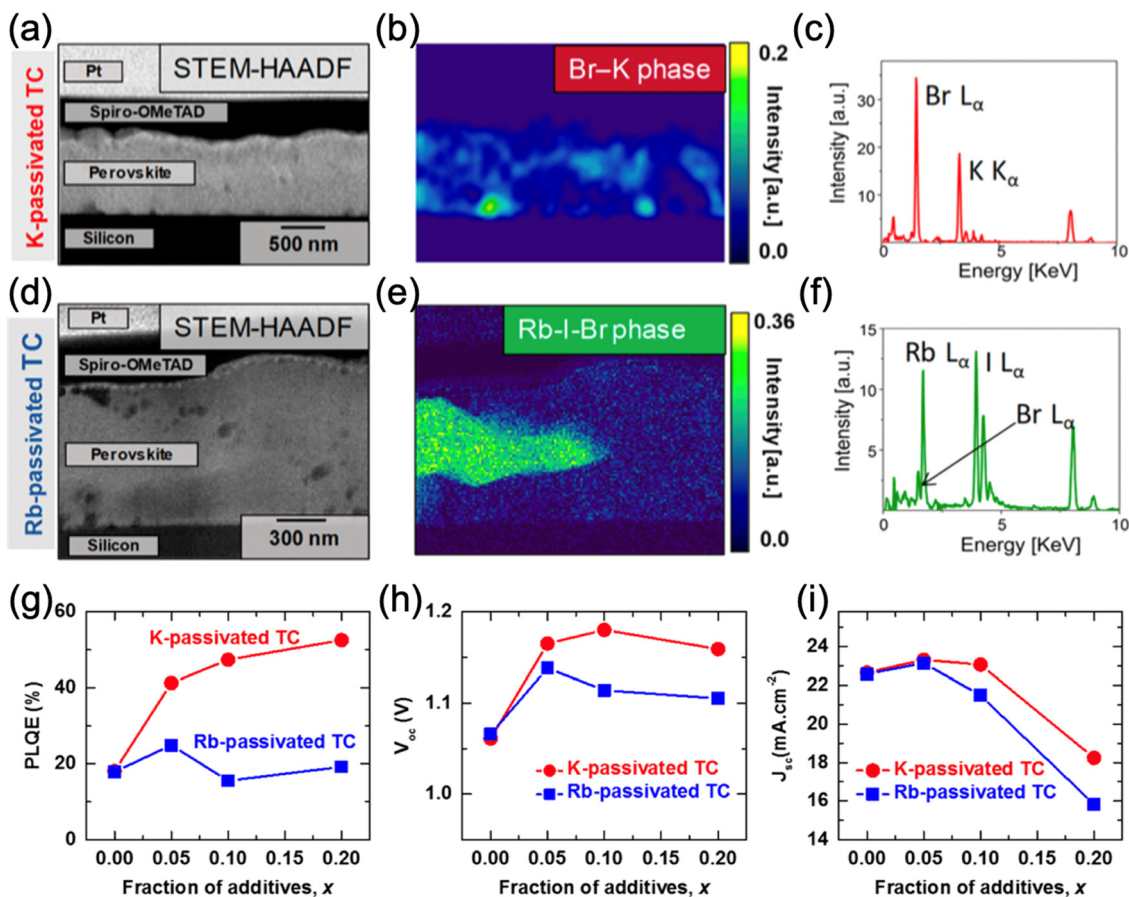 (a)
(b)
(c)
K-passivated TC
Pt
STEM-HAADF
Spiro-OMeTAD
Perovskite
Silicon
500 nm
Br–K phase
0.2
Intensity [a.u.]
0.0
Intensity [a.u.]
30
20
10
Br Lα
K Kα
0
5
10
Energy [KeV]
(d)
(e)
(f)
Rb-passivated TC
Pt
STEM-HAADF
Spiro-OMeTAD
Perovskite
Silicon
300 nm
Rb-I-Br phase
0.36
Intensity [a.u.]
0.0
Intensity [a.u.]
15
10
5
Rb Lα
I Lα
Br Lα
0
5
10
Energy [KeV]
(g)
(h)
(i)
PLQE (%)
60
40
20
0
K-passivated TC
Rb-passivated TC
0.00 0.05 0.10 0.15 0.20
Fraction of additives, x
Voc (V)
1.2
1.1
1.0
K-passivated TC
Rb-passivated TC
0.00 0.05 0.10 0.15 0.20
Fraction of additives, x
Jsc(mA.cm-2)
24
22
20
18
16
14
K-passivated TC
Rb-passivated TC
0.00 0.05 0.10 0.15 0.20
Fraction of additives, x